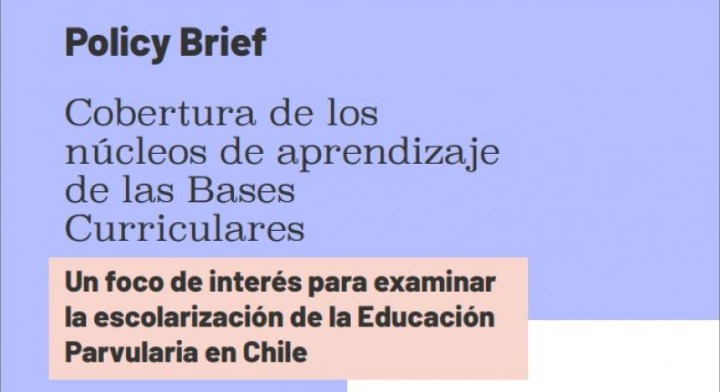 Policy Brief
Cobertura de los
núcleos de aprendizaje
de las Bases
Curriculares
Un foco de interés para examinar
la escolarización de la Educación
Parvularia en Chile